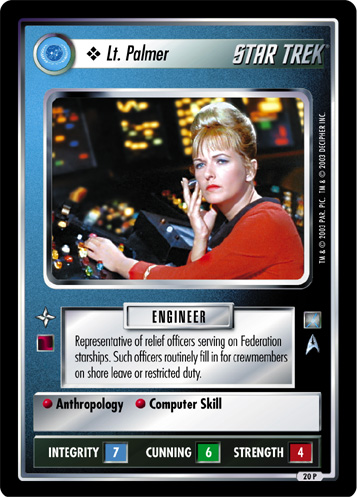 ❖ Lt. Palmer
STAR TREK
TM & © 2003 PAR. PIC. TM & © 2003 DECIPHER INC.
ENGINEER
Representative of relief officers serving on Federation
starships. Such officers routinely fill in for crewmembers
on shore leave or restricted duty.
• Anthropology • Computer Skill
INTEGRITY 7 CUNNING 6 STRENGTH 4
20 P